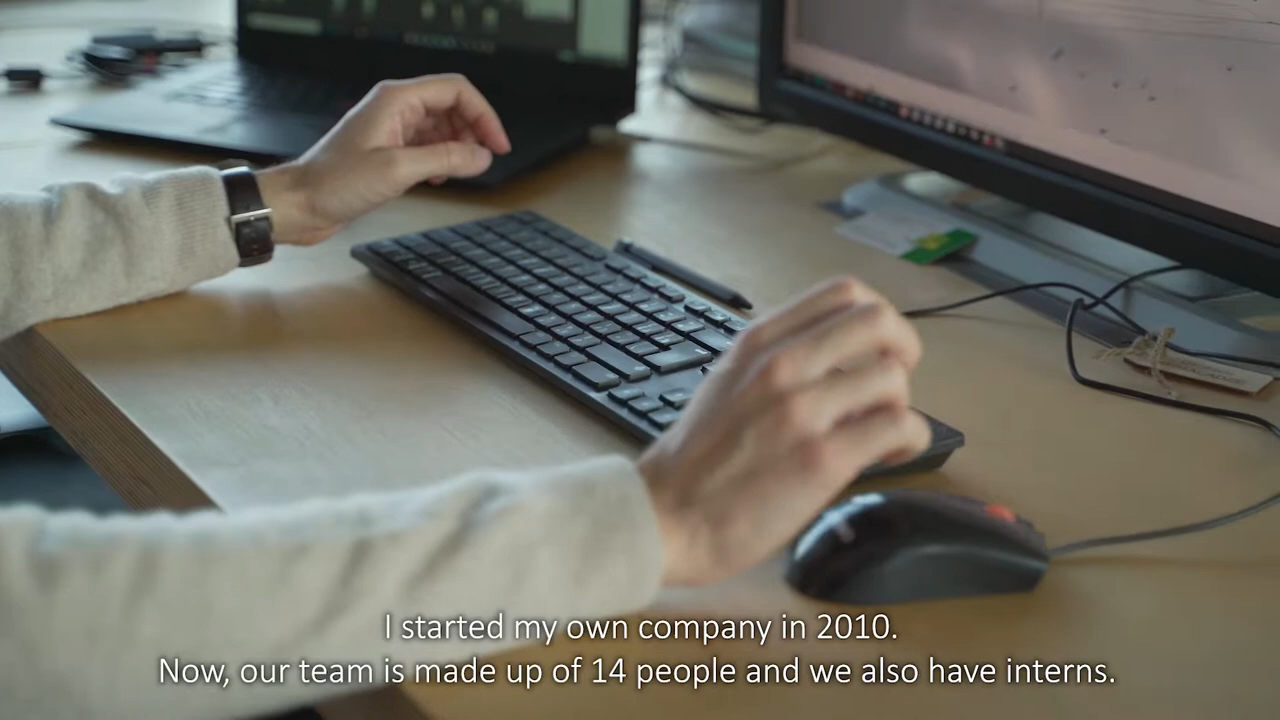 I started my own company in 2010.
Now, our team is made up of 14 people and we also have interns.